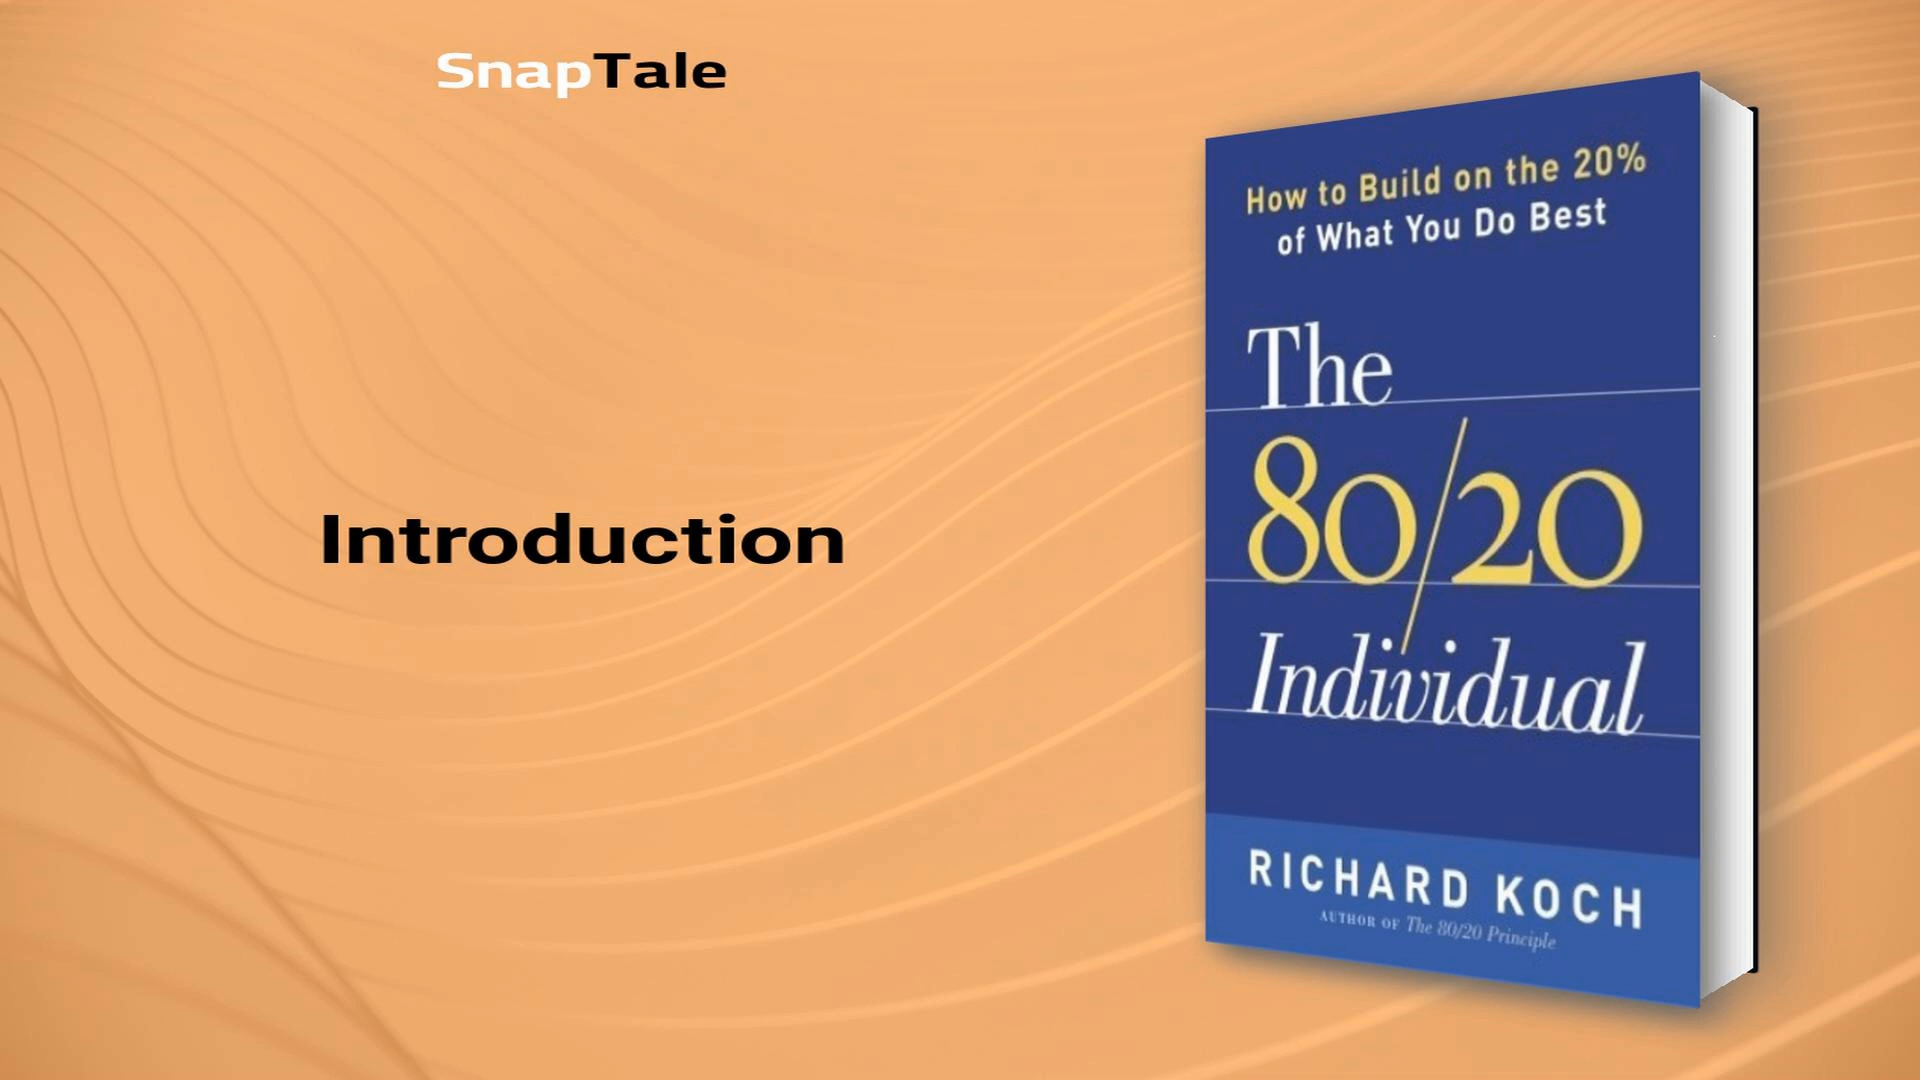 SnapTale
Introduction
How to Build on the 20%
of What You Do Best
The
80/20
Individual
RICHARD KOCH
AUTHOR OF The 80/20 Principle